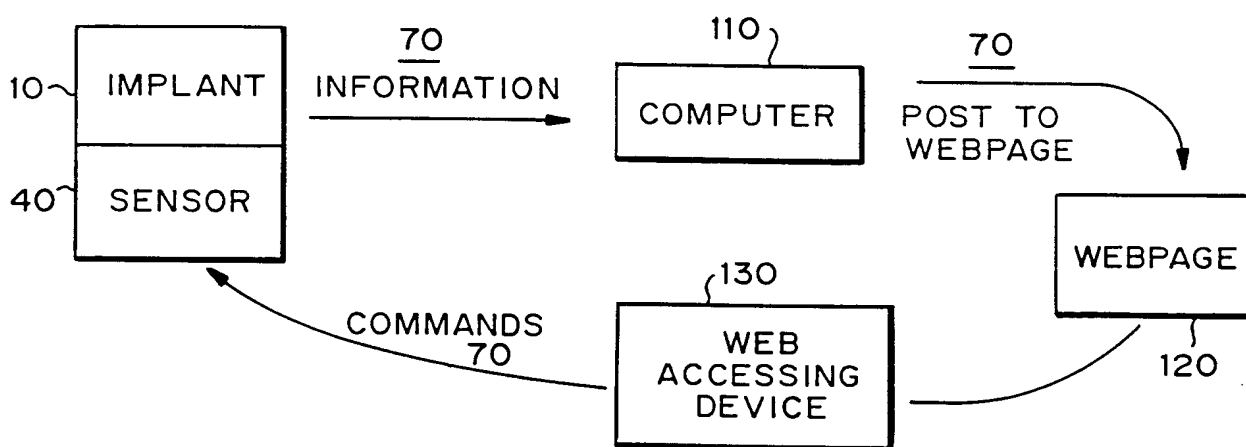 10
IMPLANT
40
SENSOR
70
INFORMATION
110
COMPUTER
70
POST TO
WEBPAGE
WEBPAGE
120
130
WEB
ACCESSING
DEVICE
COMMANDS
70